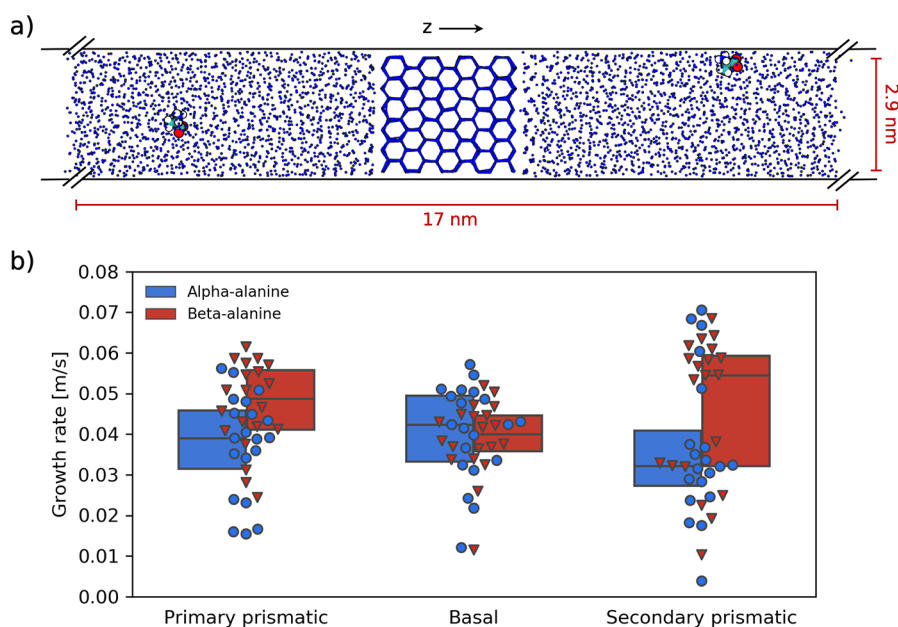 a)
z
2.9 nm
17 nm
b)
0.08
0.07
0.06
0.05
0.04
0.03
0.02
0.01
0.00
Growth rate [m/s]
Alpha-alanine
Beta-alanine
Primary prismatic
Basal
Secondary prismatic